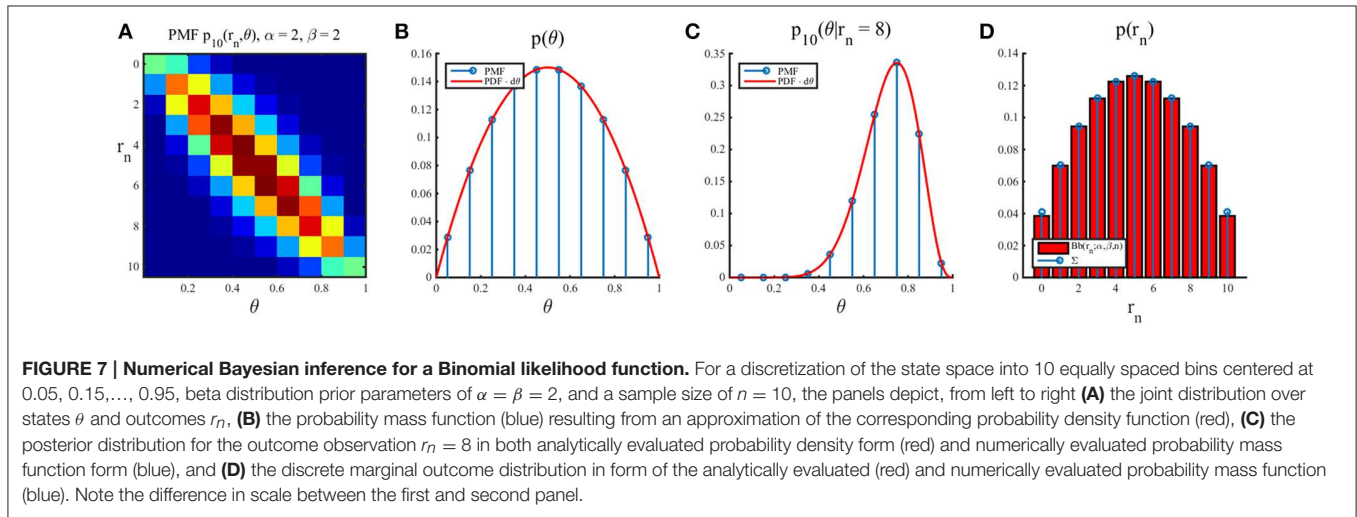 A PMF p10(rn,θ), α = 2, β = 2
0
2
4
6
8
10
rn
0 0.2 0.4 0.6 0.8 1
θ
B p(θ)
0.16
0.14
0.12
0.1
0.08
0.06
0.04
0.02
0
PMF
PDF · dθ
0 0.2 0.4 0.6 0.8 1
θ
C p10(θ|rn = 8)
0.35
0.3
0.25
0.2
0.15
0.1
0.05
0
PMF
PDF · dθ
0 0.2 0.4 0.6 0.8 1
θ
D p(rn)
0.14
0.12
0.1
0.08
0.06
0.04
0.02
0
Bb(rn;α,β,n)
Σ
0 2 4 6 8 10
rn
FIGURE 7 | Numerical Bayesian inference for a Binomial likelihood function. For a discretization of the state space into 10 equally spaced bins centered at
0.05, 0.15,..., 0.95, beta distribution prior parameters of α = β = 2, and a sample size of n = 10, the panels depict, from left to right (A) the joint distribution over
states θ and outcomes rn, (B) the probability mass function (blue) resulting from an approximation of the corresponding probability density function (red), (C) the
posterior distribution for the outcome observation rn = 8 in both analytically evaluated probability density form (red) and numerically evaluated probability mass
function form (blue), and (D) the discrete marginal outcome distribution in form of the analytically evaluated (red) and numerically evaluated probability mass function
(blue). Note the difference in scale between the first and second panel.